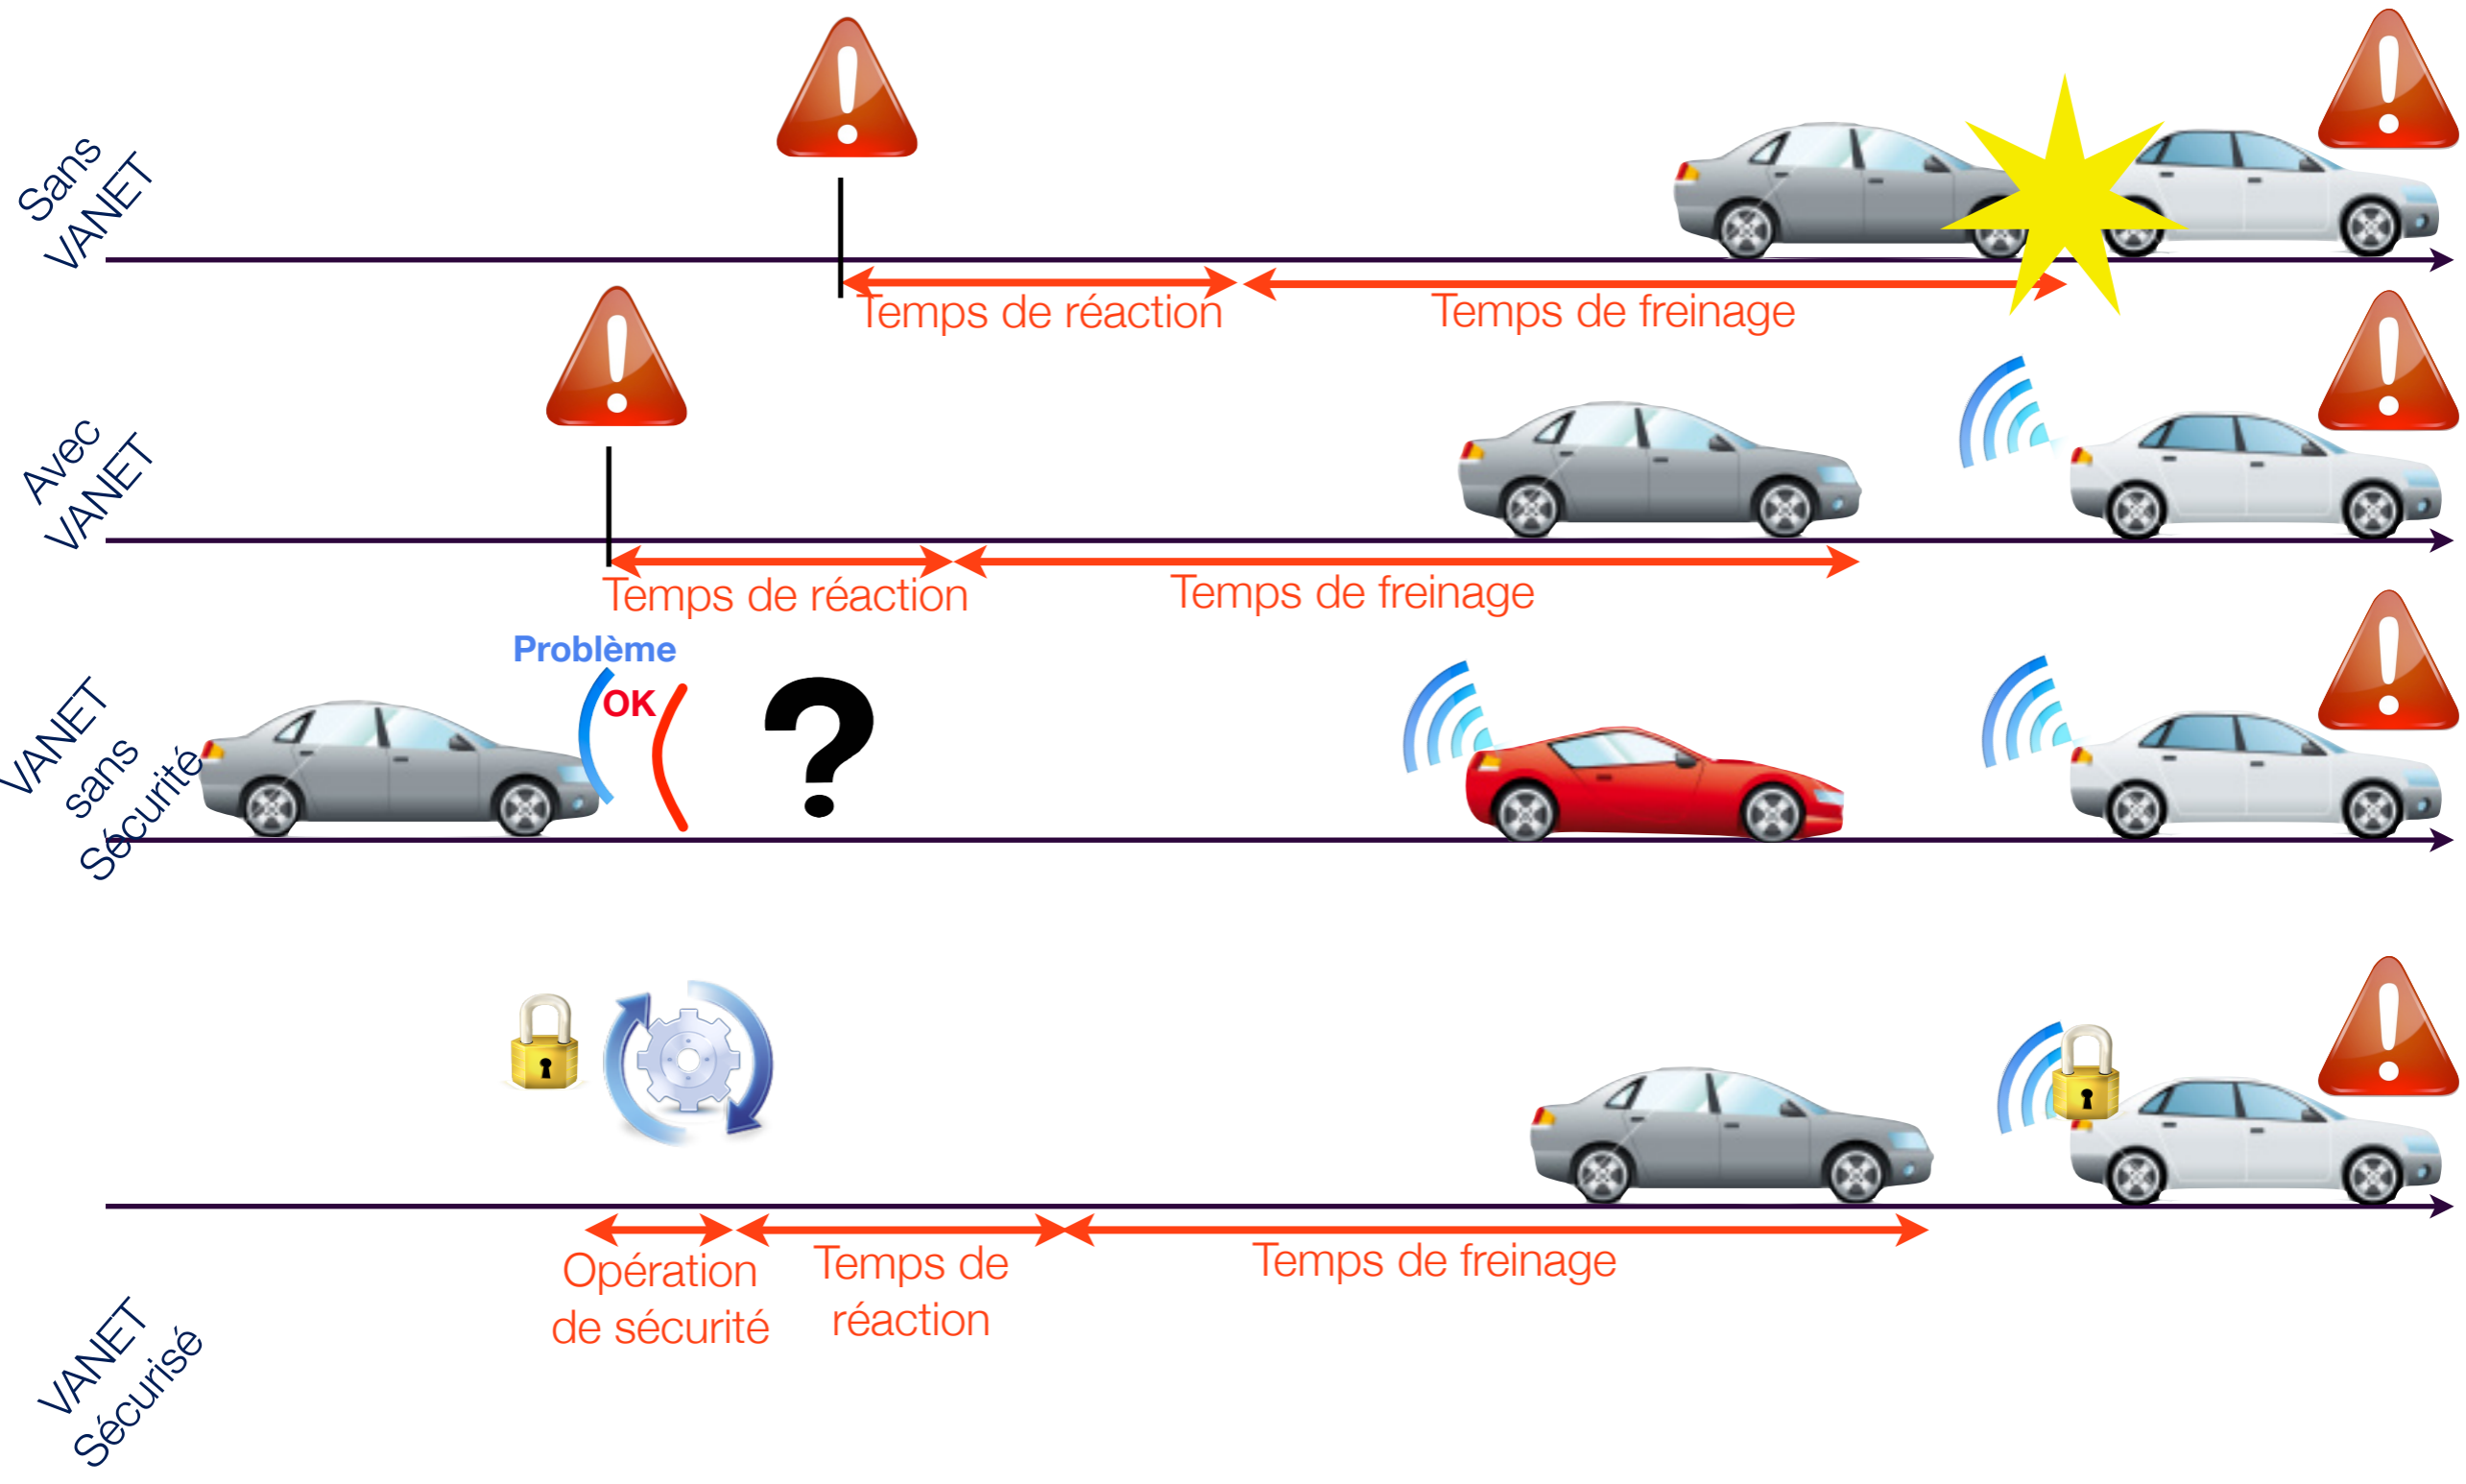 Sans
VANET
Temps de réaction
Temps de freinage
Avec
VANET
Temps de réaction
Temps de freinage
VANET
sans
Sécurité
Problème
OK
?
VANET
Sécurisé
Opération
de sécurité
Temps de
réaction
Temps de freinage